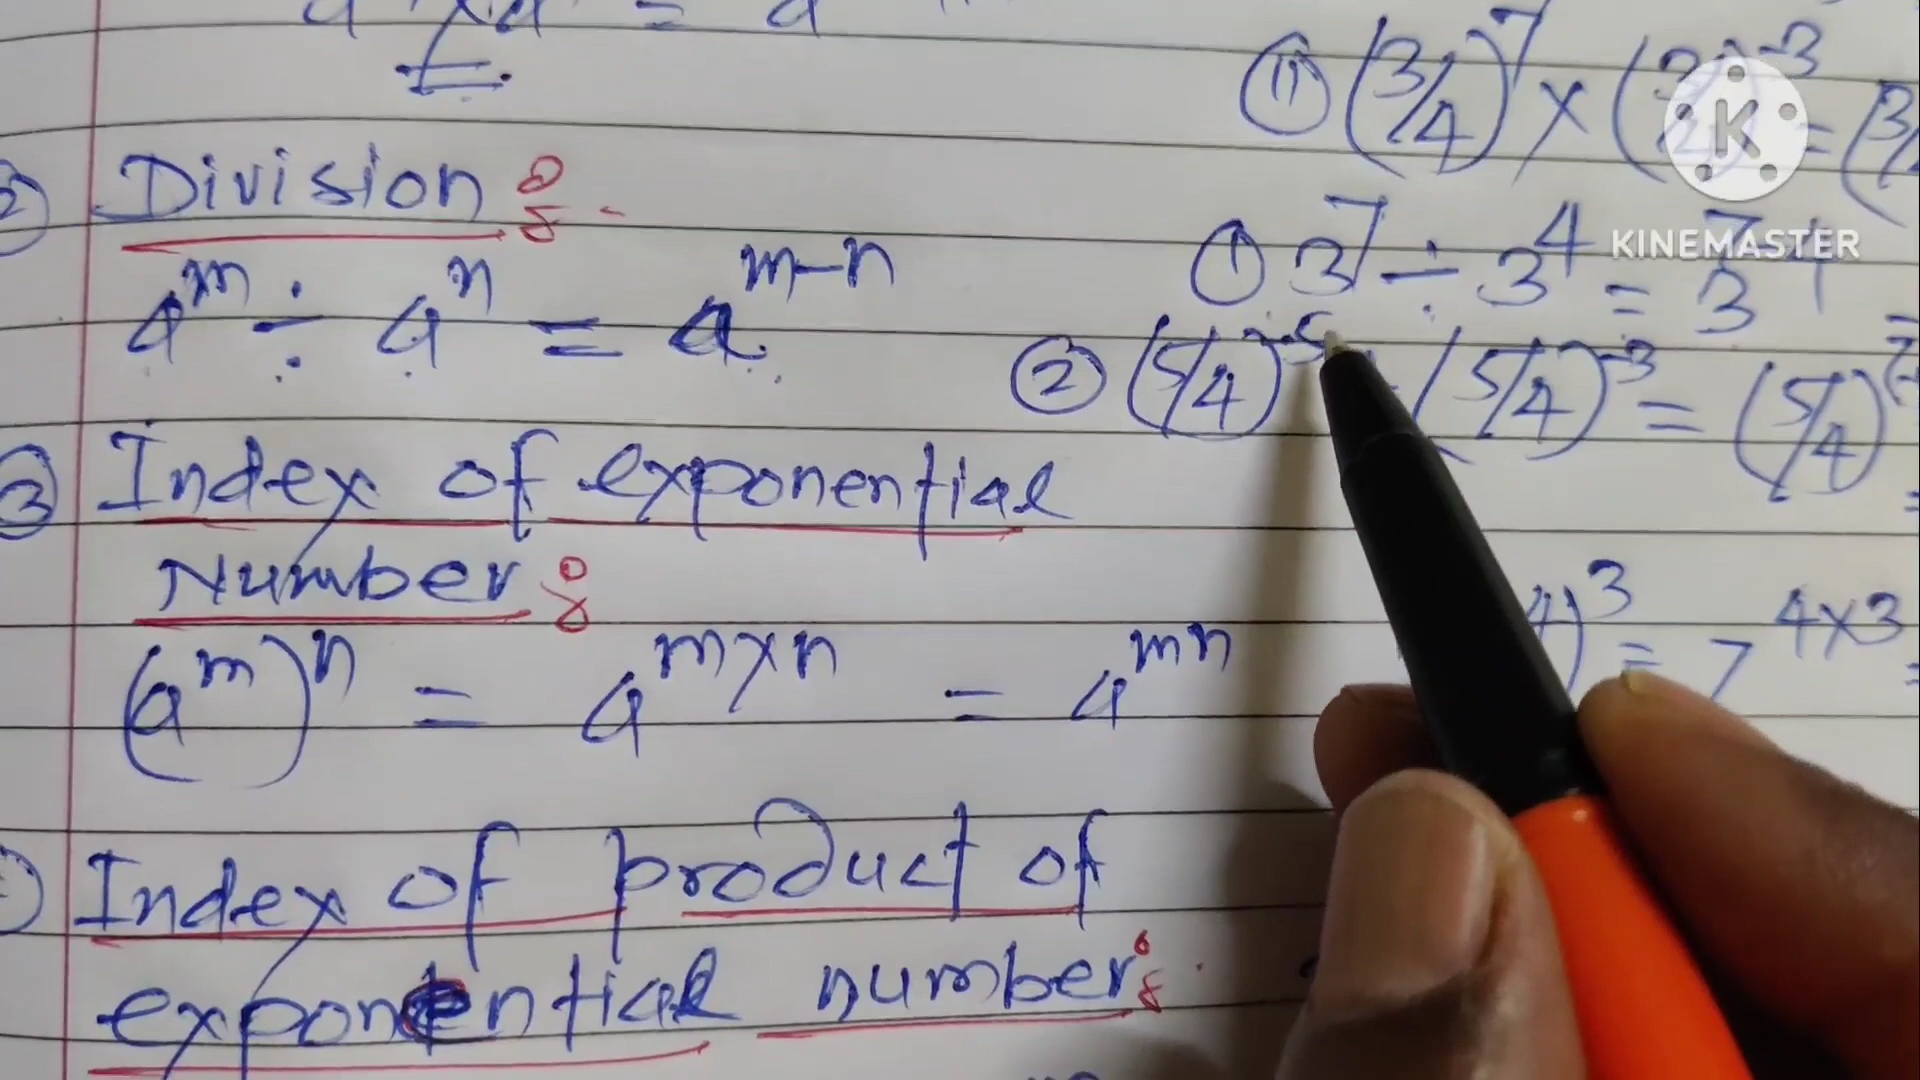 ② Division :-
a^m ÷ a^n = a^(m-n)
③ Index of exponential
Number :
(a^m)^n = a^(m×n) = a^(mn)
Index of product of
exponential number :
⑪ (3/4)^7 ×
① 3^7 ÷ 3^4 = 3^(7-4) =
② (5/4)^-5 (5/4)^-3 = (5/4)
4)^3 = 7^(4×3) =
KINEMASTER